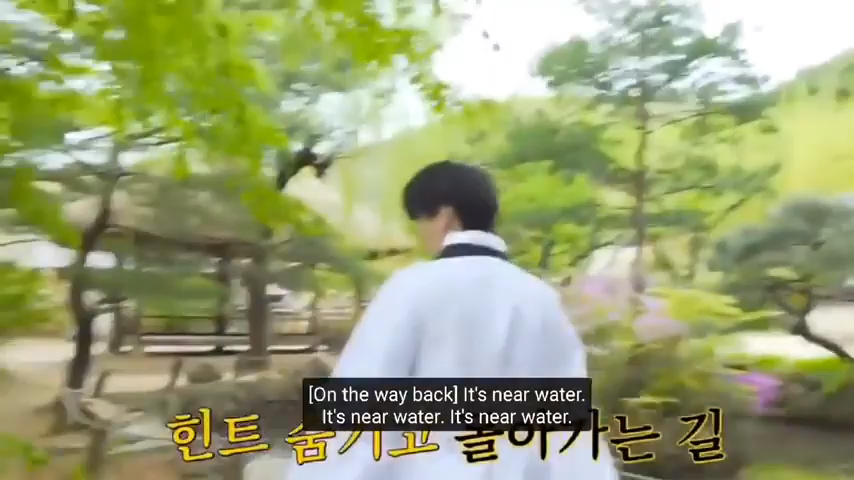 [On the way back] It's near water.
It's near water. It's near water.
힌트 숨기고 돌아가는 길